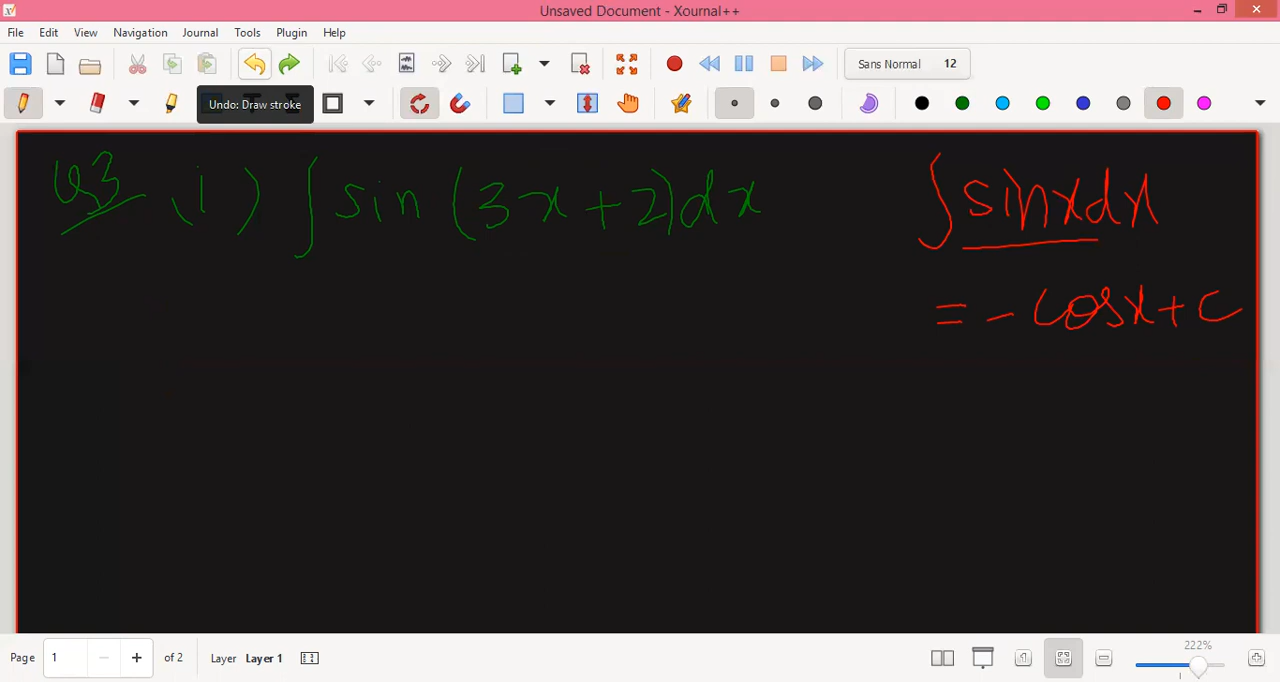 Unsaved Document - Xournal++
File Edit View Navigation Journal Tools Plugin Help
Sans Normal 12
Undo: Draw stroke
Q3 (i) ∫ sin (3x+2)dx
∫ sinxdx
= - cosx + c
Page 1 of 2 Layer Layer 1 222%